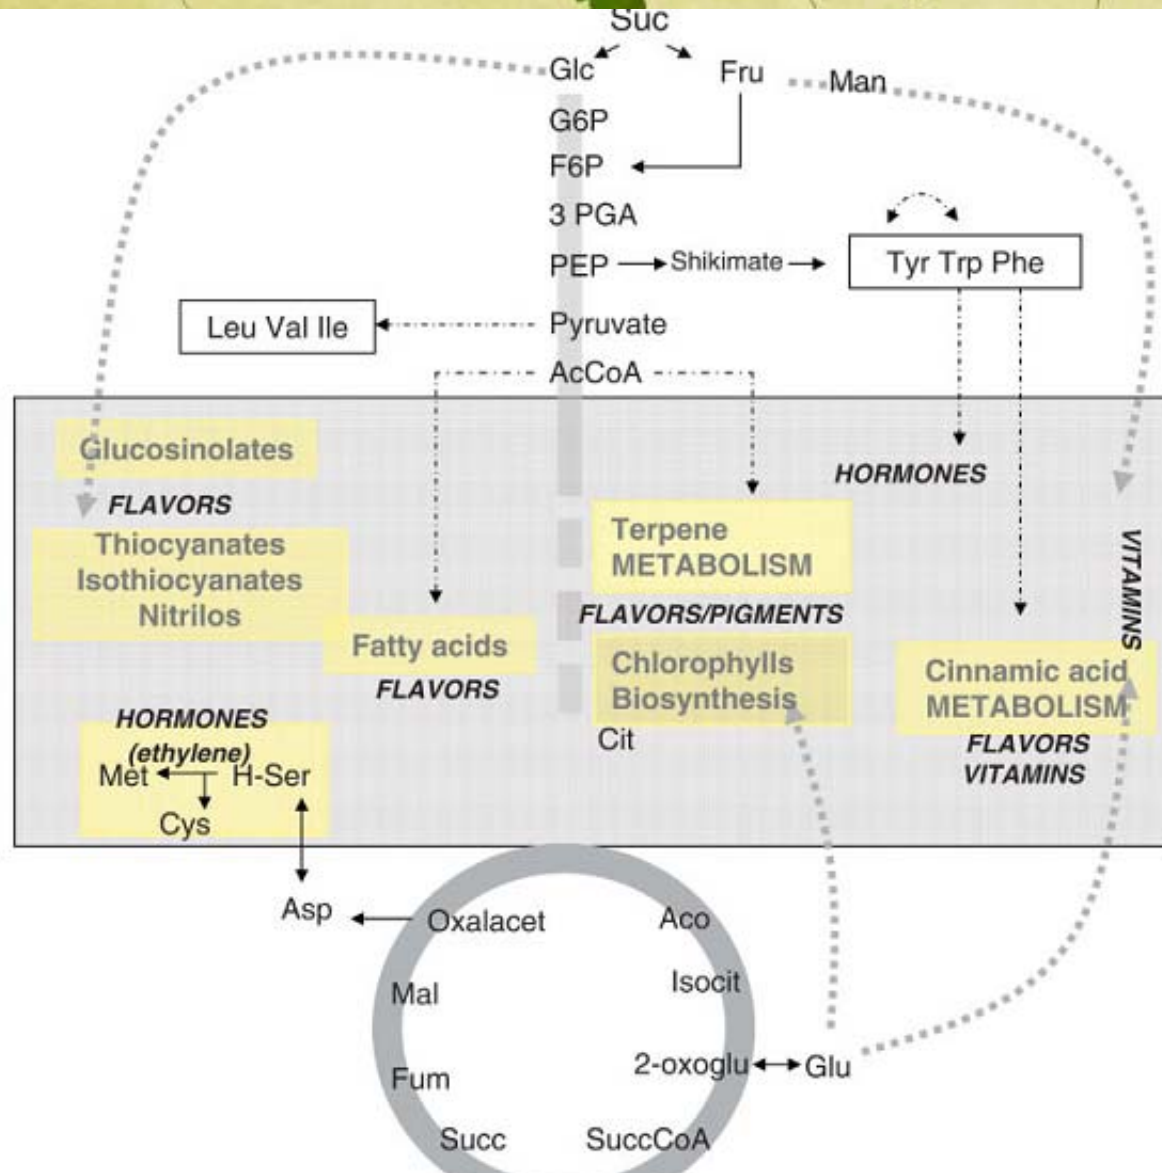 Suc
Glc
Fru
Man
G6P
F6P
3 PGA
PEP
Shikimate
Tyr Trp Phe
Leu Val Ile
Pyruvate
AcCoA
Glucosinolates
HORMONES
FLAVORS
Terpene
METABOLISM
Thiocyanates
Isothiocyanates
Nitrilos
VITAMINS
FLAVORS/PIGMENTS
Fatty acids
FLAVORS
Chlorophylls
Biosynthesis
Cinnamic acid
METABOLISM
HORMONES
(ethylene)
Cit
FLAVORS
VITAMINS
Met
H-Ser
Cys
Asp
Oxalacet
Aco
Isocit
Mal
2-oxoglu
Glu
Fum
Succ
SuccCoA